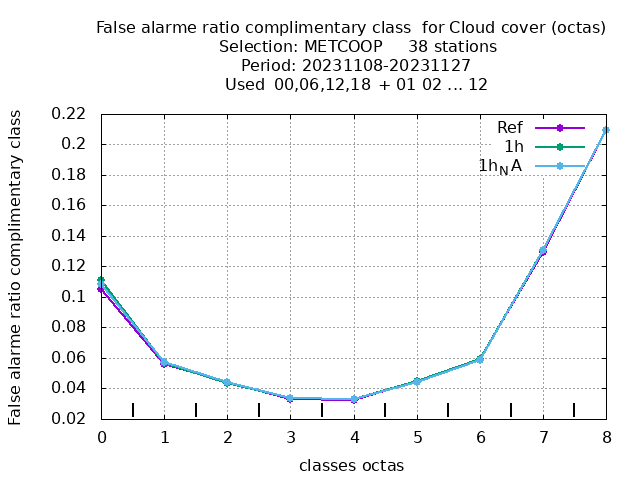 False alarme ratio complimentary class  for Cloud cover (octas)
Selection: METCOOP     38 stations
Period: 20231108-20231127
Used  00,06,12,18 + 01 02 ... 12
False alarme ratio complimentary class
0.22
0.2
0.18
0.16
0.14
0.12
0.1
0.08
0.06
0.04
0.02
Ref
1h
1hNA
0 1 2 3 4 5 6 7 8
classes octas